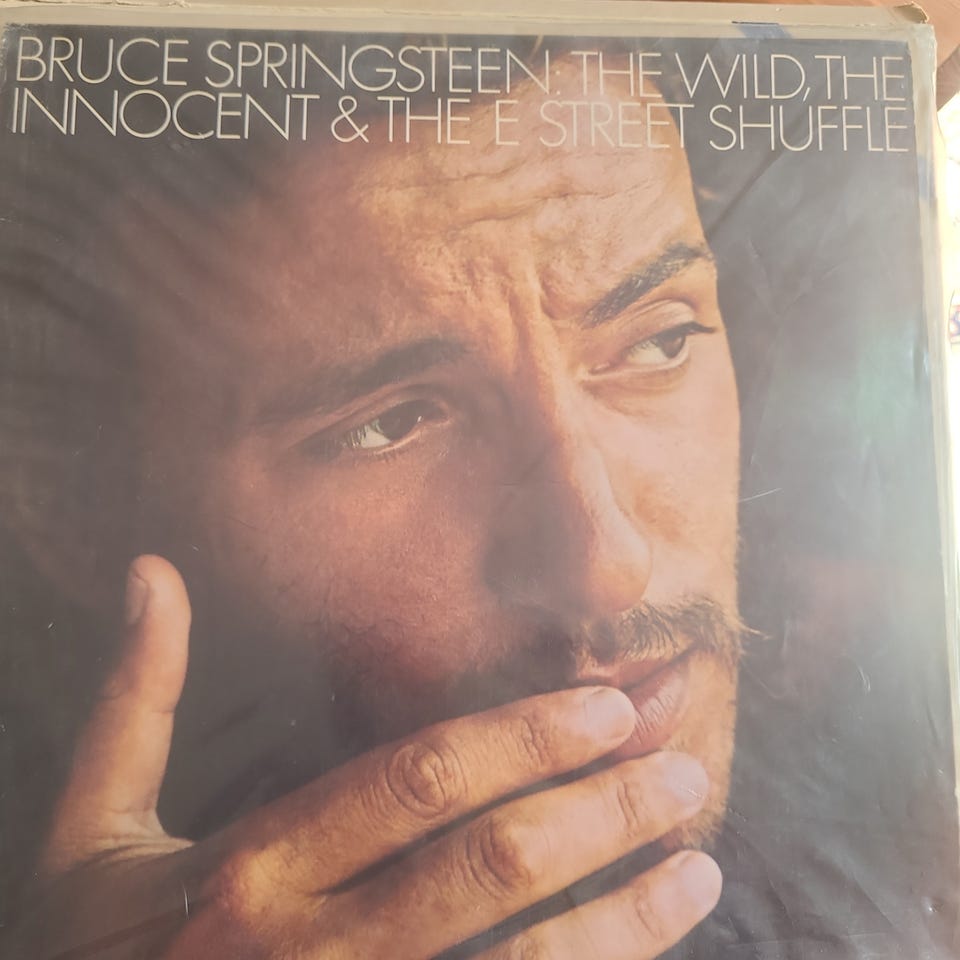 BRUCE SPRINGSTEEN: THE WILD, THE
INNOCENT & THE E STREET SHUFFLE